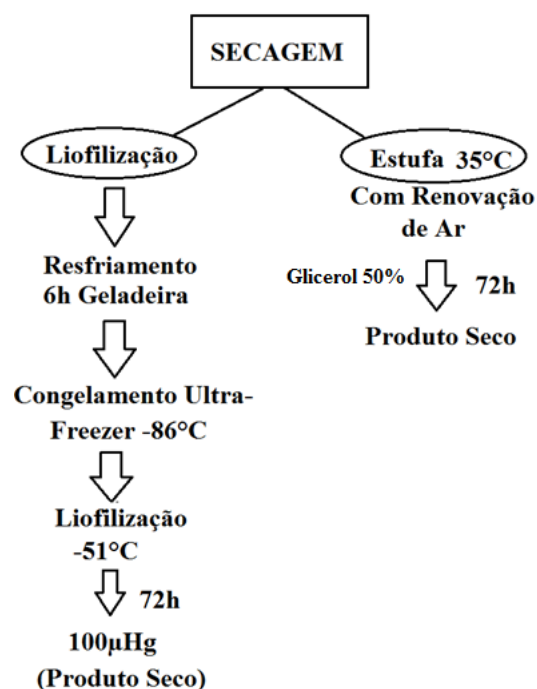 SECAGEM
Liofilização
Resfriamento
6h Geladeira
Congelamento Ultra-
Freezer -86°C
Liofilização
-51°C
72h
100µHg
(Produto Seco)
Estufa 35°C
Com Renovação
de Ar
Glicerol 50%
72h
Produto Seco